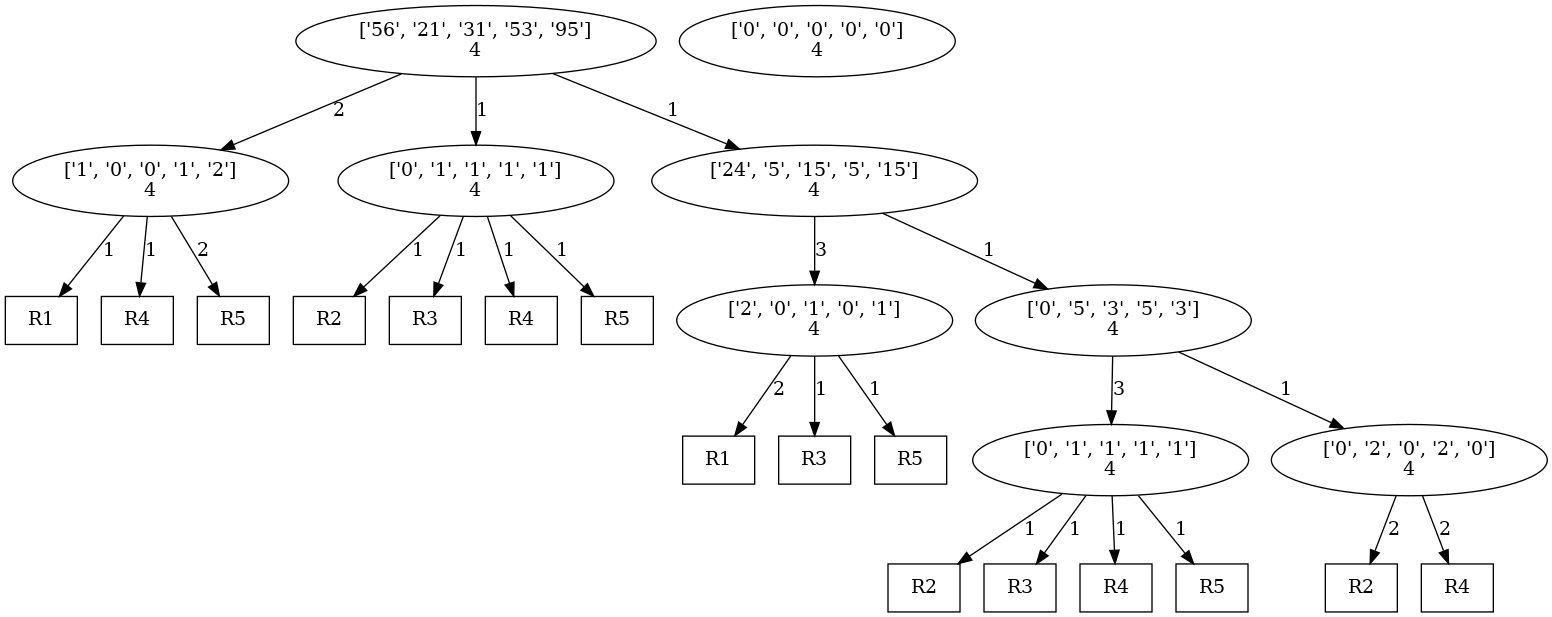 ['56', '21', '31', '53', '95']
4
['0', '0', '0', '0', '0']
4
2
1
1
['1', '0', '0', '1', '2']
4
['0', '1', '1', '1', '1']
4
['24', '5', '15', '5', '15']
4
1
1
2
1
1
1
1
3
1
R1
R4
R5
R2
R3
R4
R5
['2', '0', '1', '0', '1']
4
['0', '5', '3', '5', '3']
4
2
1
1
3
1
R1
R3
R5
['0', '1', '1', '1', '1']
4
['0', '2', '0', '2', '0']
4
1
1
1
1
2
2
R2
R3
R4
R5
R2
R4